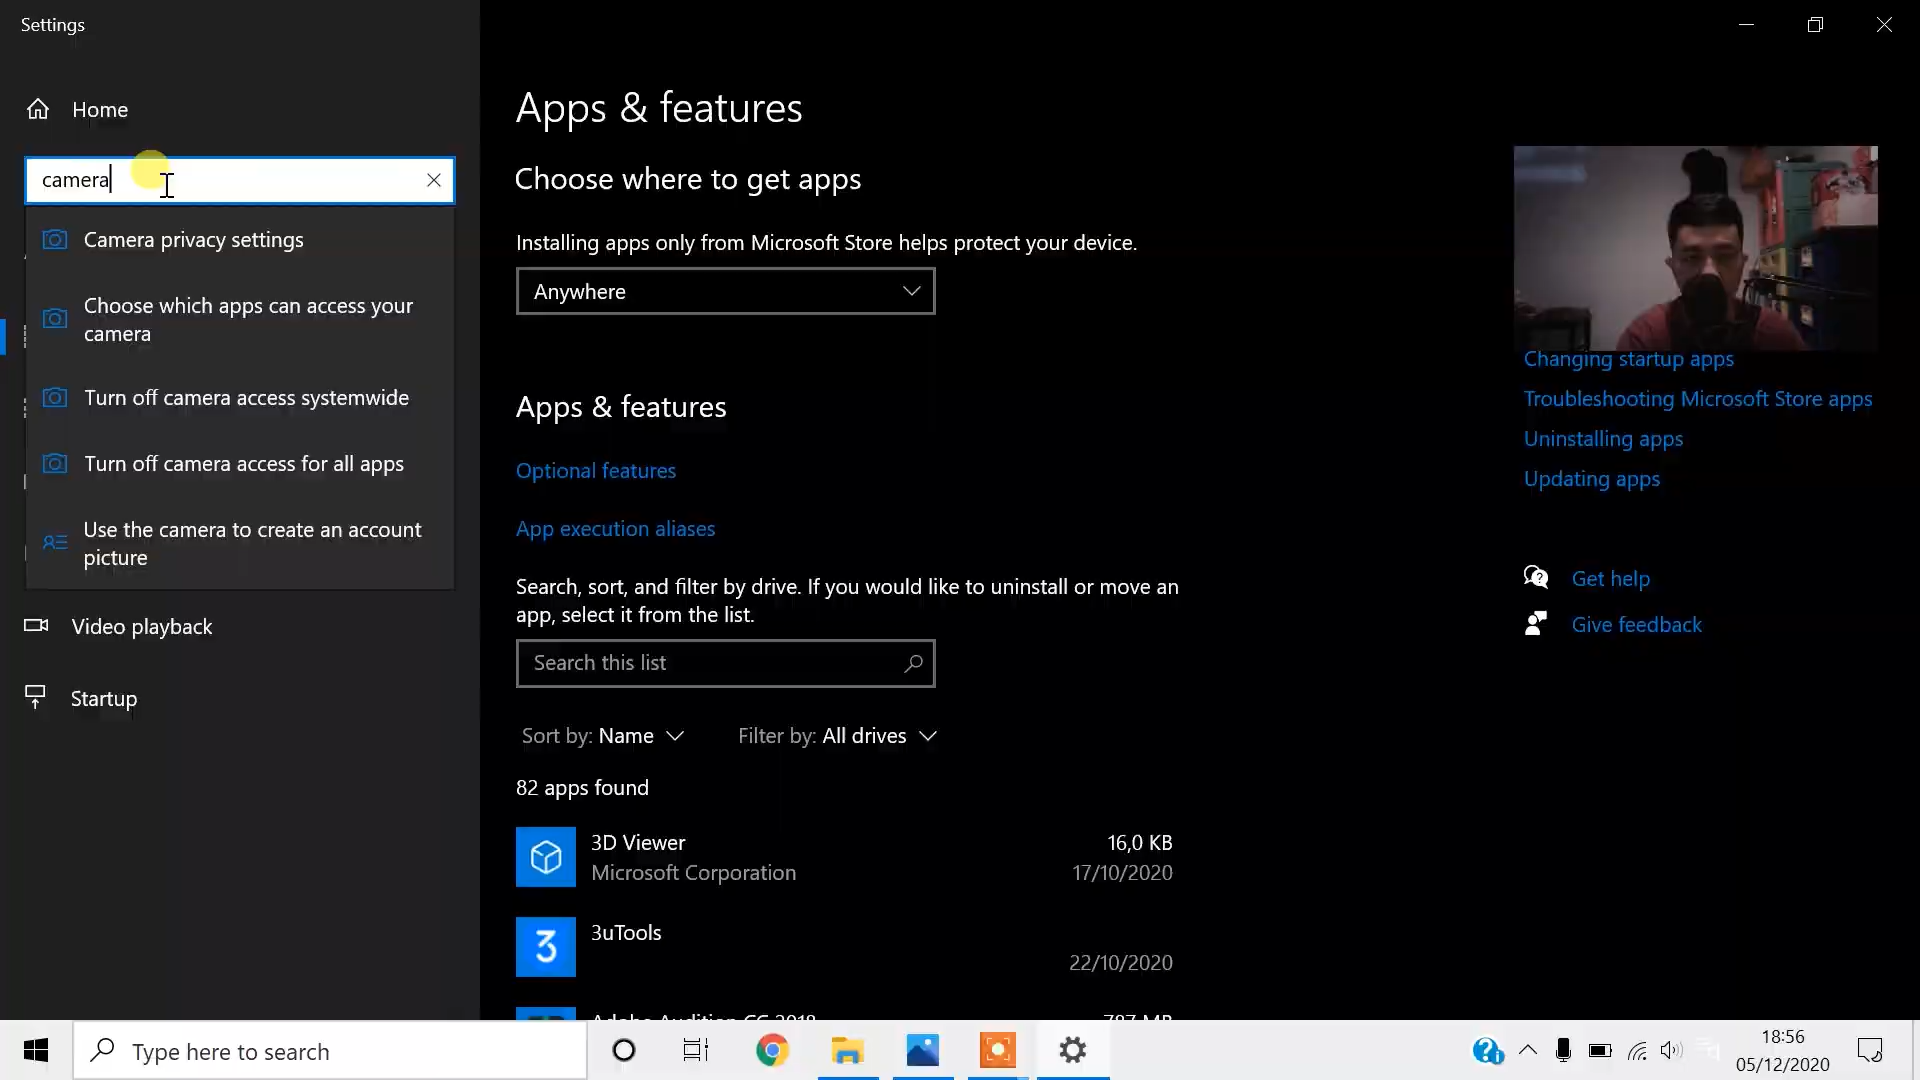 Settings
Home
camera
Camera privacy settings
Choose which apps can access your
camera
Turn off camera access systemwide
Turn off camera access for all apps
Use the camera to create an account
picture
Video playback
Startup
Apps & features
Choose where to get apps
Installing apps only from Microsoft Store helps protect your device.
Anywhere
Apps & features
Optional features
App execution aliases
Search, sort, and filter by drive. If you would like to uninstall or move an
app, select it from the list.
Search this list
Sort by: Name
Filter by: All drives
82 apps found
3D Viewer
16,0 KB
Microsoft Corporation
17/10/2020
3
3uTools
22/10/2020
Adobe Audition CC 2018
787 MB
Changing startup apps
Troubleshooting Microsoft Store apps
Uninstalling apps
Updating apps
Get help
Give feedback
Type here to search
18:56
05/12/2020